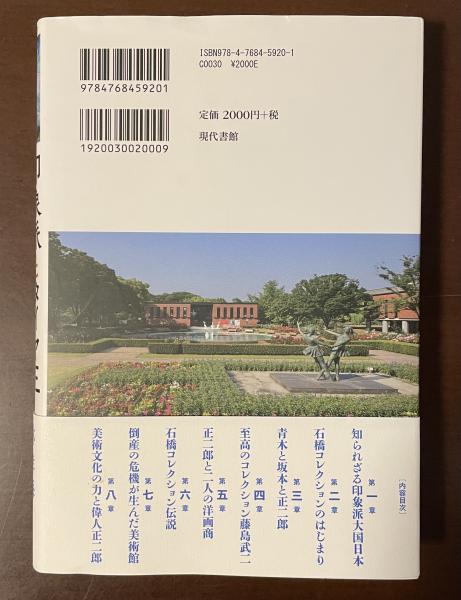 ISBN978-4-7684-5920-1
C0030 ¥2000E
9784768459201
定価 2000円+税
現代書館
1920030020009
〔内容目次〕
第一章
知られざる印象派大国日本
第二章
石橋コレクションのはじまり
第三章
青木と坂本と正二郎
第四章
至高のコレクション藤島武二
第五章
正二郎と二人の洋画商
第六章
石橋コレクション伝説
第七章
倒産の危機が生んだ美術館
第八章
美術文化の力と偉人正二郎